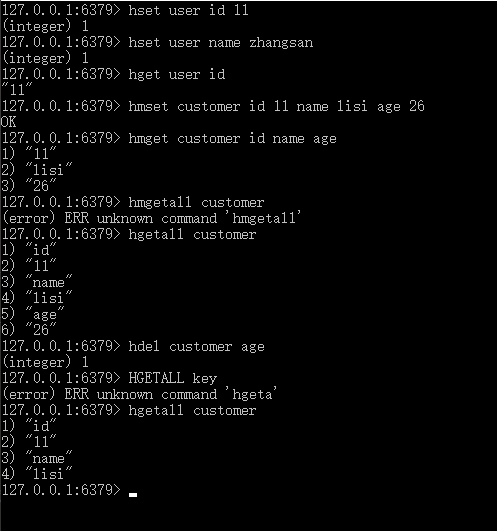 127.0.0.1:6379> hset user id 11
(integer) 1
127.0.0.1:6379> hset user name zhangsan
(integer) 1
127.0.0.1:6379> hget user id
"11"
127.0.0.1:6379> hmset customer id 11 name lisi age 26
OK
127.0.0.1:6379> hmget customer id name age
1) "11"
2) "lisi"
3) "26"
127.0.0.1:6379> hmgetall customer
(error) ERR unknown command 'hmgetall'
127.0.0.1:6379> hgetall customer
1) "id"
2) "11"
3) "name"
4) "lisi"
5) "age"
6) "26"
127.0.0.1:6379> hdel customer age
(integer) 1
127.0.0.1:6379> HGETALL key
(error) ERR unknown command 'hgeta'
127.0.0.1:6379> hgetall customer
1) "id"
2) "11"
3) "name"
4) "lisi"
127.0.0.1:6379>